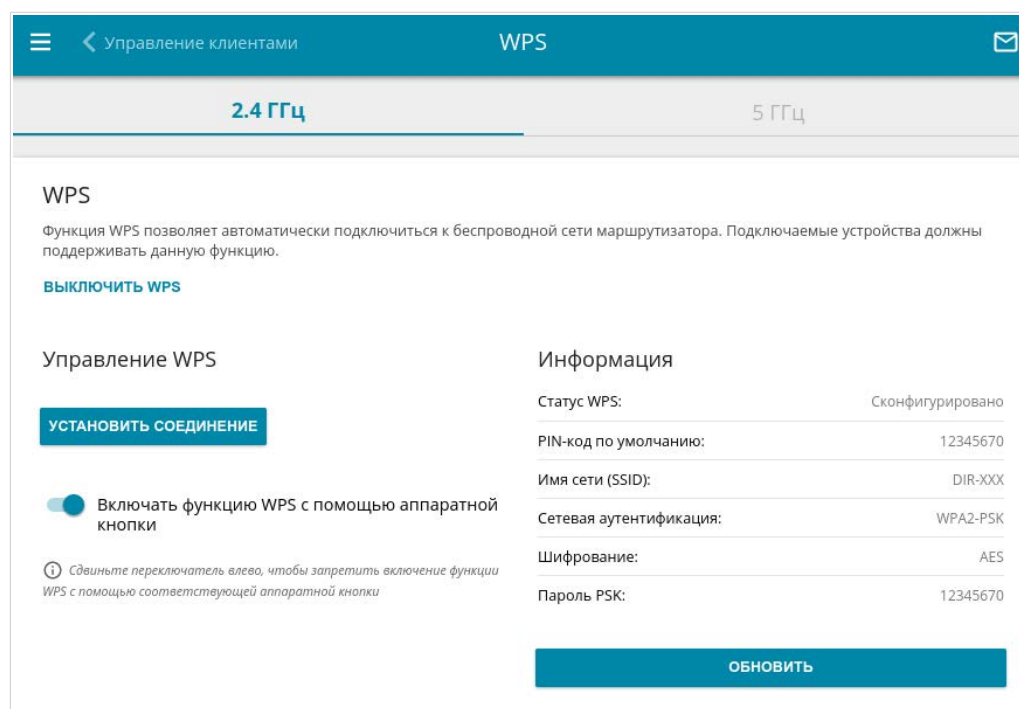 Управление клиентами
WPS
2.4 ГГц
5 ГГц
WPS
Функция WPS позволяет автоматически подключиться к беспроводной сети маршрутизатора. Подключаемые устройства должны
поддерживать данную функцию.
ВЫКЛЮЧИТЬ WPS
Управление WPS
УСТАНОВИТЬ СОЕДИНЕНИЕ
Включать функцию WPS с помощью аппаратной
кнопки
Сдвиньте переключатель влево, чтобы запретить включение функции
WPS с помощью соответствующей аппаратной кнопки
Информация
Статус WPS: Сконфигурировано
PIN-код по умолчанию: 12345670
Имя сети (SSID): DIR-XXX
Сетевая аутентификация: WPA2-PSK
Шифрование: AES
Пароль PSK: 12345670
ОБНОВИТЬ